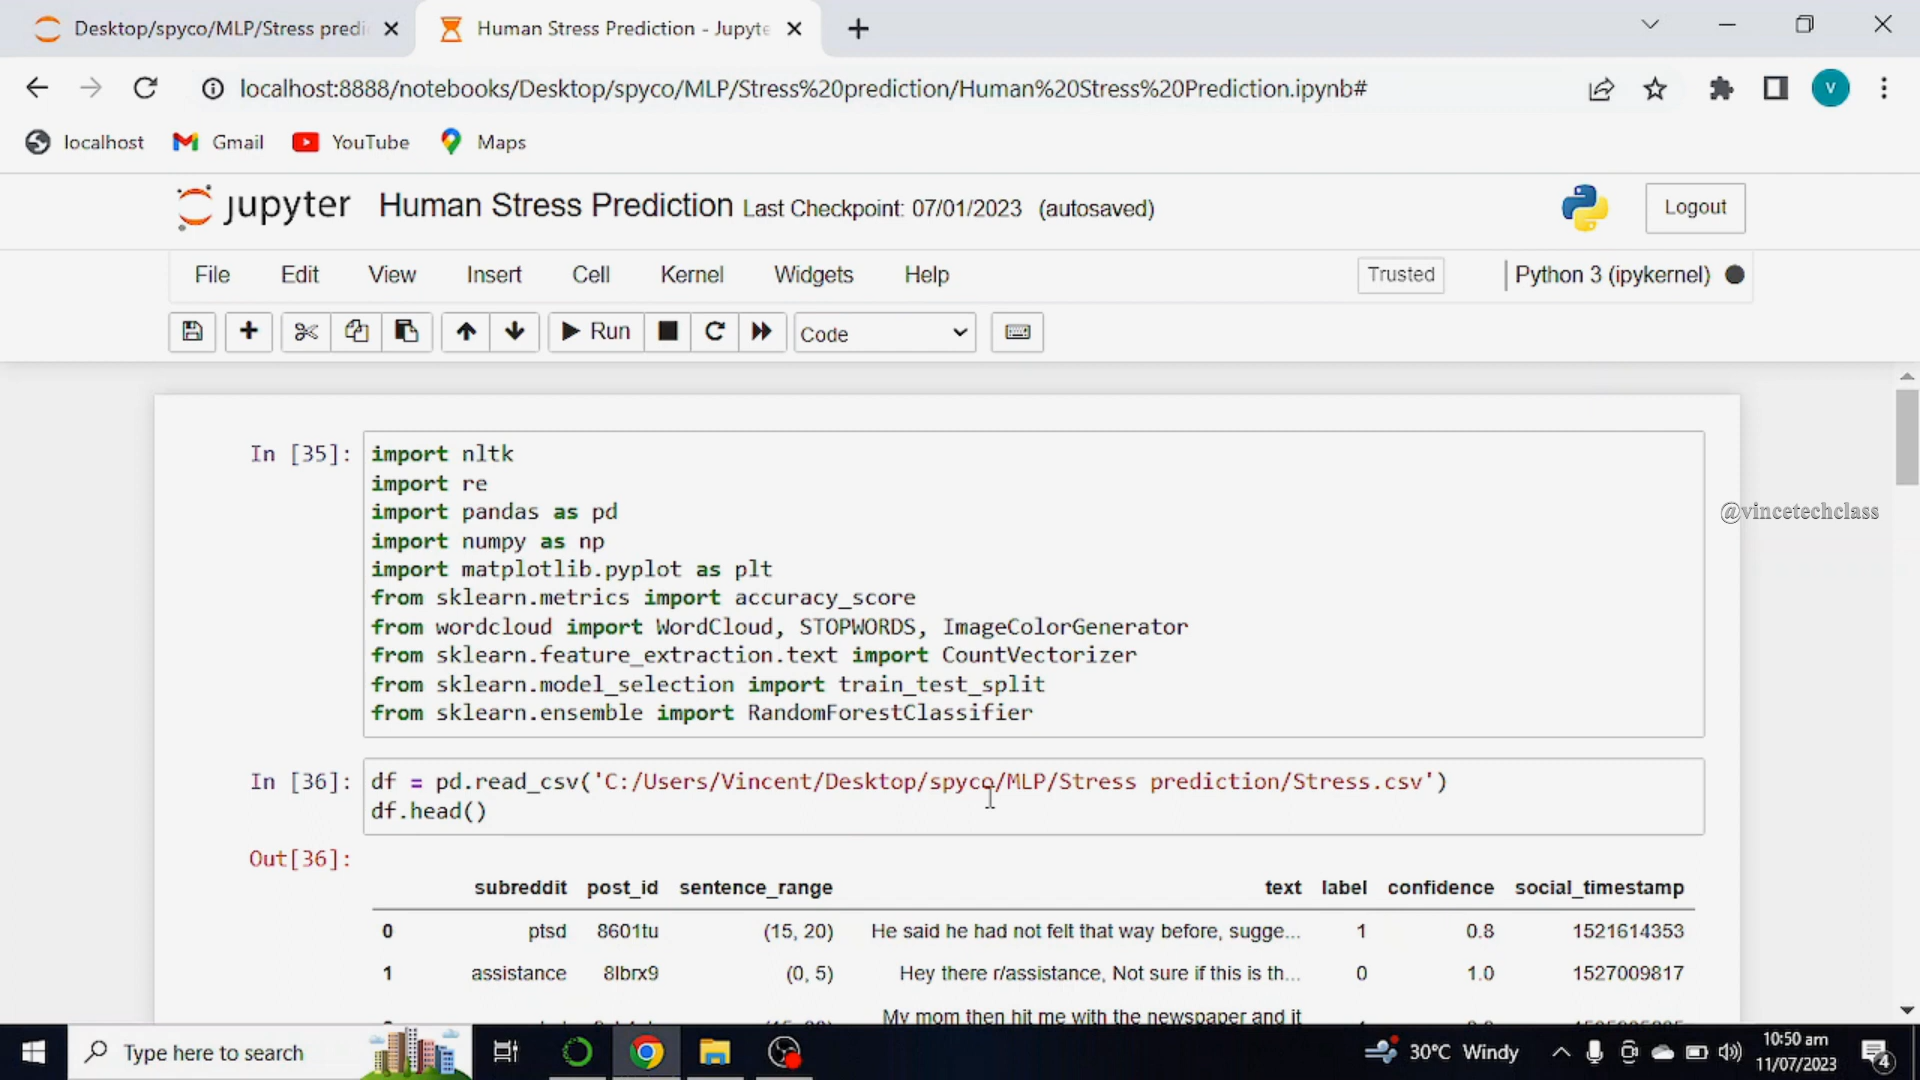 Desktop/spyco/MLP/Stress predi
Human Stress Prediction - Jupyte
localhost:8888/notebooks/Desktop/spyco/MLP/Stress%20prediction/Human%20Stress%20Prediction.ipynb#
V
localhost Gmail YouTube Maps
jupyter Human Stress Prediction Last Checkpoint: 07/01/2023 (autosaved)
Logout
File Edit View Insert Cell Kernel Widgets Help
Trusted Python 3 (ipykernel)
Run Code
In [35]: import nltk
import re
import pandas as pd
import numpy as np
import matplotlib.pyplot as plt
from sklearn.metrics import accuracy_score
from wordcloud import WordCloud, STOPWORDS, ImageColorGenerator
from sklearn.feature_extraction.text import CountVectorizer
from sklearn.model_selection import train_test_split
from sklearn.ensemble import RandomForestClassifier
@vincetechclass
In [36]: df = pd.read_csv('C:/Users/Vincent/Desktop/spyco/MLP/Stress prediction/Stress.csv')
df.head()
Out[36]:
subreddit post_id sentence_range text label confidence social_timestamp
0 ptsd 8601tu (15, 20) He said he had not felt that way before, sugge... 1 0.8 1521614353
1 assistance 8lbrx9 (0, 5) Hey there r/assistance, Not sure if this is th... 0 1.0 1527009817
My mom then hit me with the newspaper and it
Type here to search
30°C Windy
10:50 am
11/07/2023
4